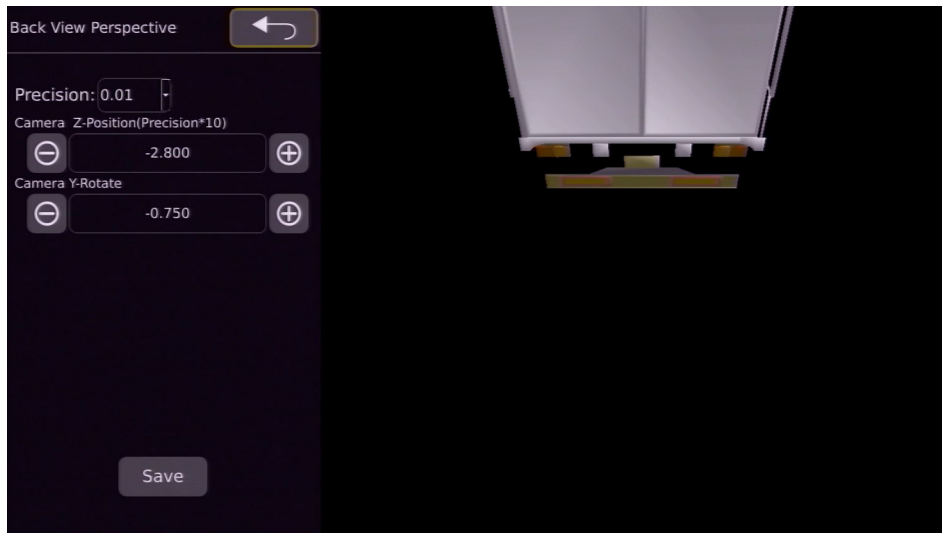 Back View Perspective
Precision: 0.01
Camera Z-Position(Precision*10)
-2.800
Camera Y-Rotate
-0.750
Save